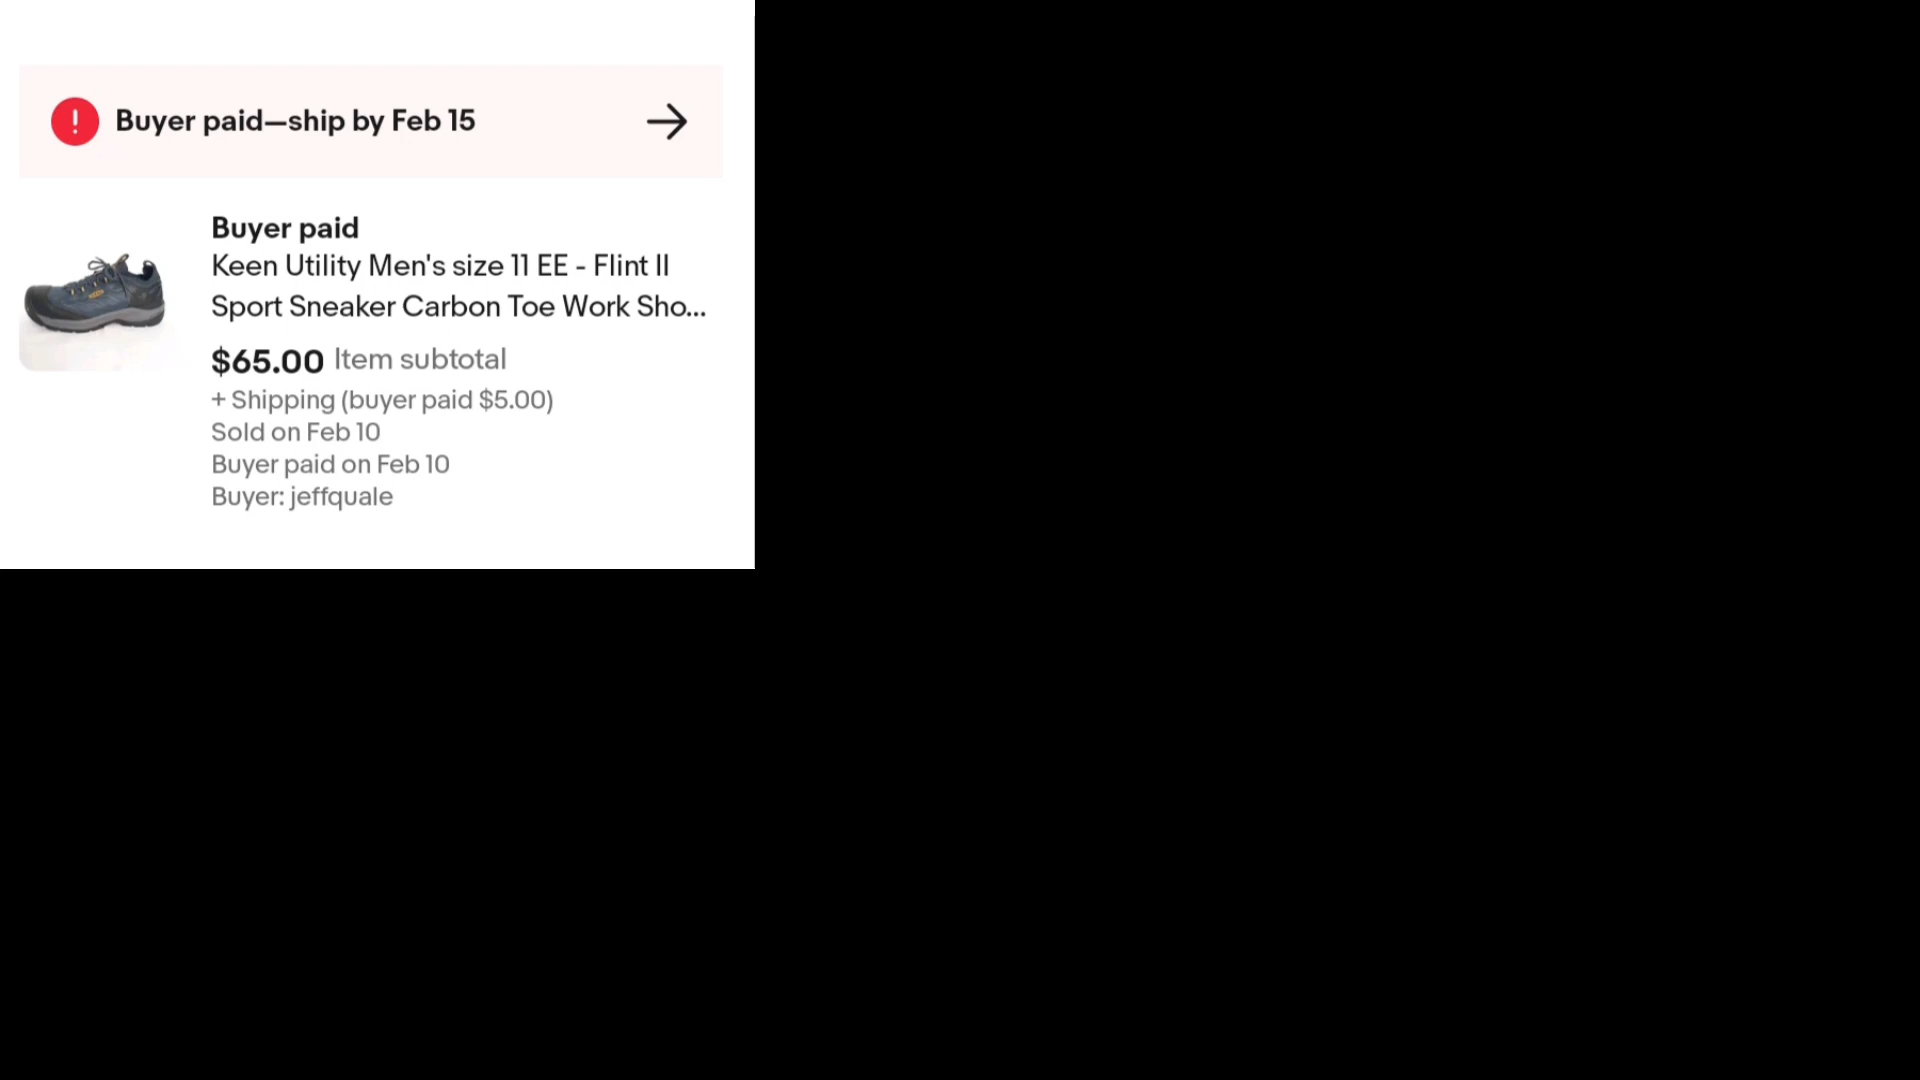 Buyer paid—ship by Feb 15
Buyer paid
Keen Utility Men's size 11 EE - Flint II
Sport Sneaker Carbon Toe Work Sho...
$65.00 Item subtotal
+ Shipping (buyer paid $5.00)
Sold on Feb 10
Buyer paid on Feb 10
Buyer: jeffquale